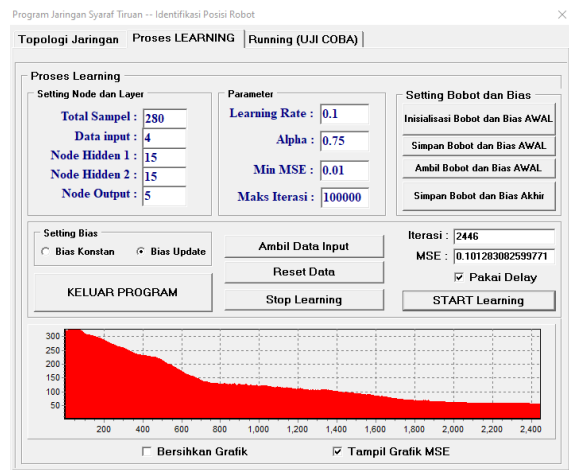 Program Jaringan Syaraf Tiruan -- Identifikasi Posisi Robot
Topologi Jaringan Proses LEARNING Running (UJI COBA)
Proses Learning
Setting Node dan Layer
Total Sampel : 280
Data input : 4
Node Hidden 1 : 15
Node Hidden 2 : 15
Node Output : 5
Parameter
Learning Rate : 0.1
Alpha : 0.75
Min MSE : 0.01
Maks Iterasi : 100000
Setting Bobot dan Bias
Inisialisasi Bobot dan Bias AWAL
Simpan Bobot dan Bias AWAL
Ambil Bobot dan Bias AWAL
Simpan Bobot dan Bias Akhir
Setting Bias
Bias Konstan Bias Update
KELUAR PROGRAM
Ambil Data Input
Reset Data
Stop Learning
Iterasi : 2446
MSE : 0.101283082599771
Pakai Delay
START Learning
300
250
200
150
100
50
200 400 600 800 1,000 1,200 1,400 1,600 1,800 2,000 2,200 2,400
Bersihkan Grafik Tampil Grafik MSE